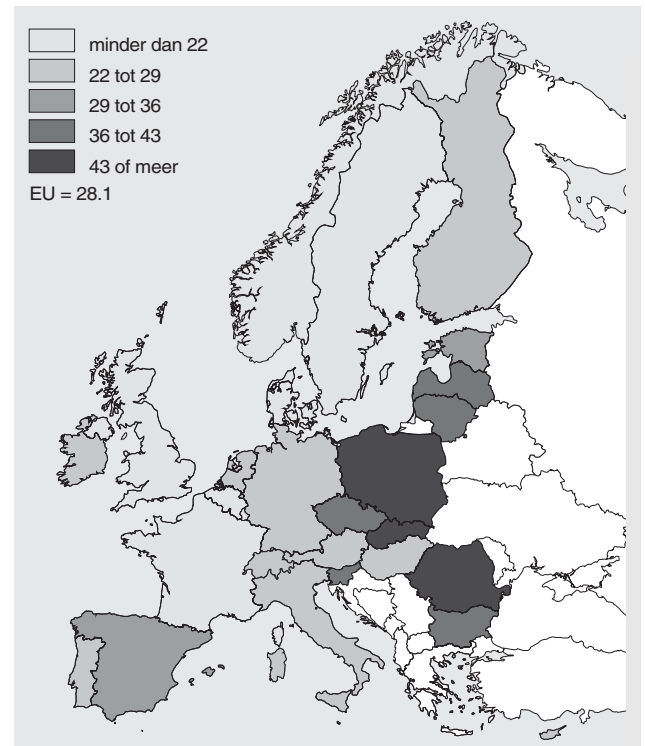 minder dan 22
22 tot 29
29 tot 36
36 tot 43
43 of meer
EU = 28.1